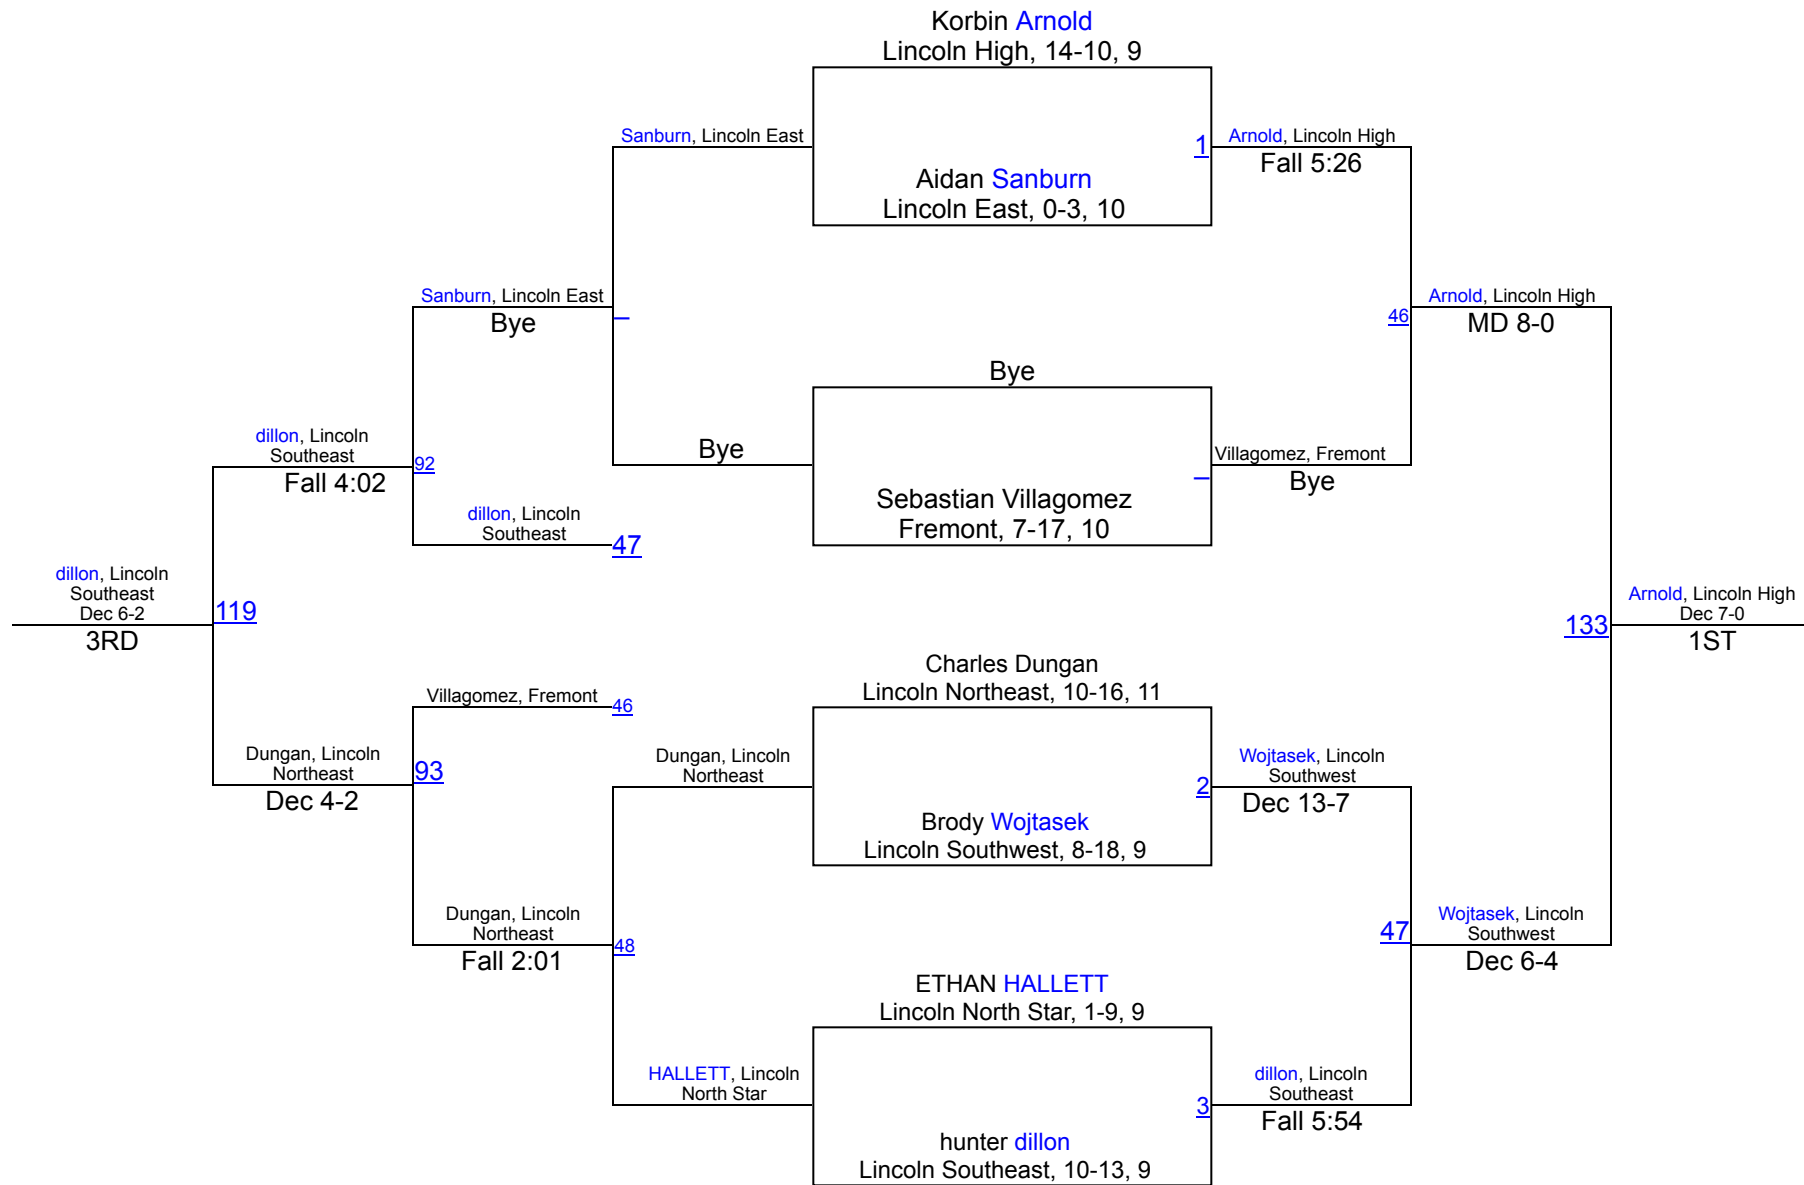 Korbin Arnold
Lincoln High, 14-10, 9
Sanburn, Lincoln East
1
Arnold, Lincoln High
Fall 5:26
Aidan Sanburn
Lincoln East, 0-3, 10
Sanburn, Lincoln East
Bye
46
Arnold, Lincoln High
MD 8-0
Bye
dillon, Lincoln
Southeast
Fall 4:02
92
Bye
Villagomez, Fremont
Bye
Sebastian Villagomez
Fremont, 7-17, 10
dillon, Lincoln
Southeast
47
dillon, Lincoln
Southeast
Dec 6-2
3RD
119
133
Arnold, Lincoln High
Dec 7-0
1ST
Charles Dungan
Lincoln Northeast, 10-16, 11
Villagomez, Fremont
46
Dungan, Lincoln
Northeast
Dec 4-2
93
Dungan, Lincoln
Northeast
2
Wojtasek, Lincoln
Southwest
Dec 13-7
Brody Wojtasek
Lincoln Southwest, 8-18, 9
Dungan, Lincoln
Northeast
Fall 2:01
48
47
Wojtasek, Lincoln
Southwest
Dec 6-4
ETHAN HALLETT
Lincoln North Star, 1-9, 9
HALLETT, Lincoln
North Star
3
dillon, Lincoln
Southeast
Fall 5:54
hunter dillon
Lincoln Southeast, 10-13, 9